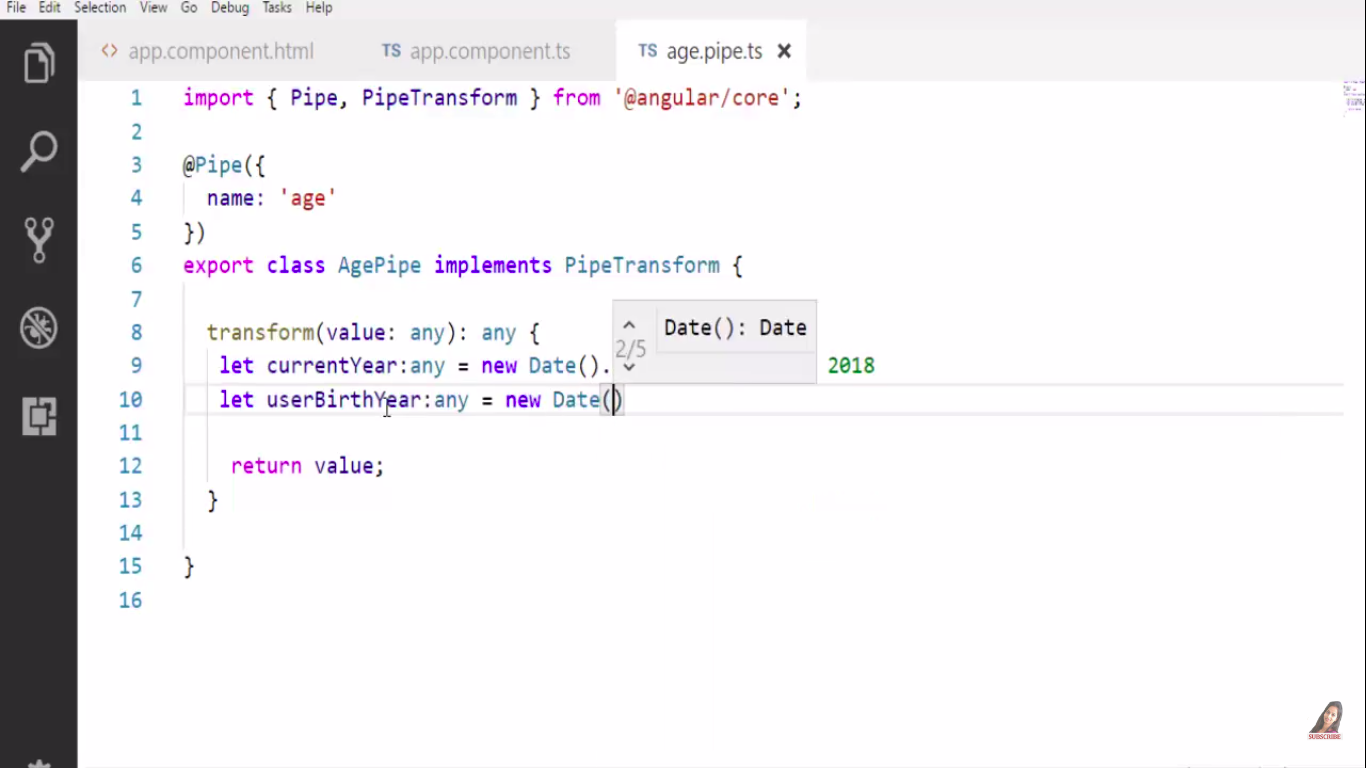 File Edit Selection View Go Debug Tasks Help
<> app.component.html TS app.component.ts TS age.pipe.ts ×
1 import { Pipe, PipeTransform } from '@angular/core';
2
3 @Pipe({
4 name: 'age'
5 })
6 export class AgePipe implements PipeTransform {
7
Date(): Date
2/5
8 transform(value: any): any {
9 let currentYear:any = new Date(). 2018
10 let userBirthYear:any = new Date()
11
12 return value;
13 }
14
15 }
16
SUBSCRIBE